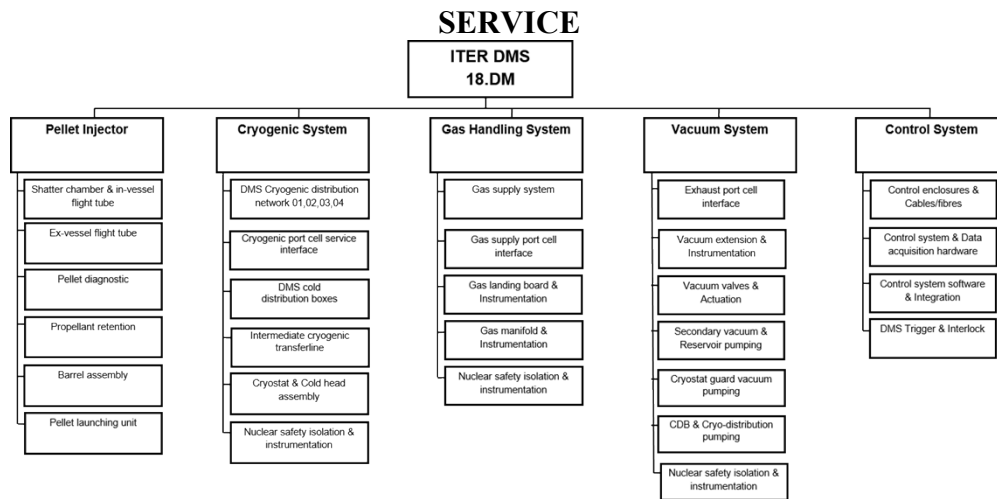 SERVICE
ITER DMS
18.DM
Pellet Injector
Shatter chamber & in-vessel
flight tube
Ex-vessel flight tube
Pellet diagnostic
Propellant retention
Barrel assembly
Pellet launching unit
Cryogenic System
DMS Cryogenic distribution
network 01,02,03,04
Cryogenic port cell service
interface
DMS cold
distribution boxes
Intermediate cryogenic
transferline
Cryostat & Cold head
assembly
Nuclear safety isolation &
instrumentation
Gas Handling System
Gas supply system
Gas supply port cell
interface
Gas landing board &
Instrumentation
Gas manifold &
Instrumentation
Nuclear safety isolation &
instrumentation
Vacuum System
Exhaust port cell
interface
Vacuum extension &
Instrumentation
Vacuum valves &
Actuation
Secondary vacuum &
Reservoir pumping
Cryostat guard vacuum
pumping
CDB & Cryo-distribution
pumping
Nuclear safety isolation &
instrumentation
Control System
Control enclosures &
Cables/fibres
Control system & Data
acquisition hardware
Control system software
& Integration
DMS Trigger & Interlock